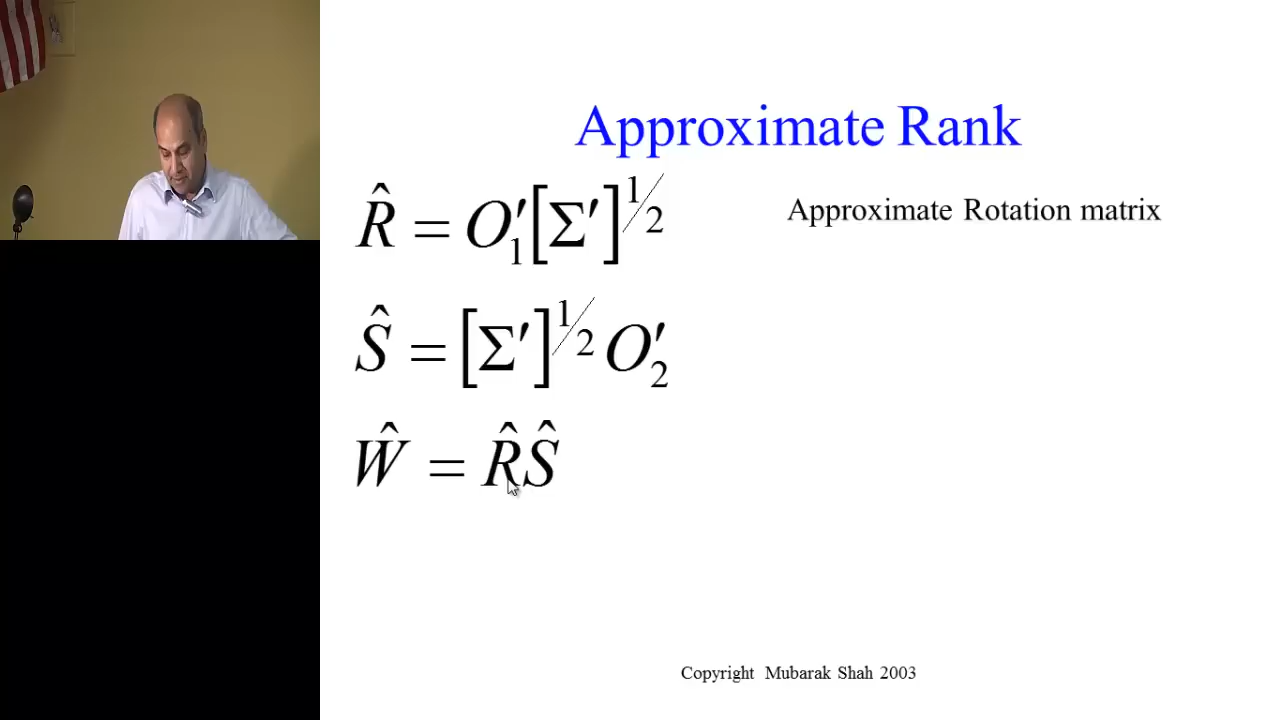 Approximate Rank
R̂ = O′₁[Σ′]^{1/2}
Approximate Rotation matrix
Ŝ = [Σ′]^{1/2} O′₂
Ŵ = R̂Ŝ
Copyright Mubarak Shah 2003